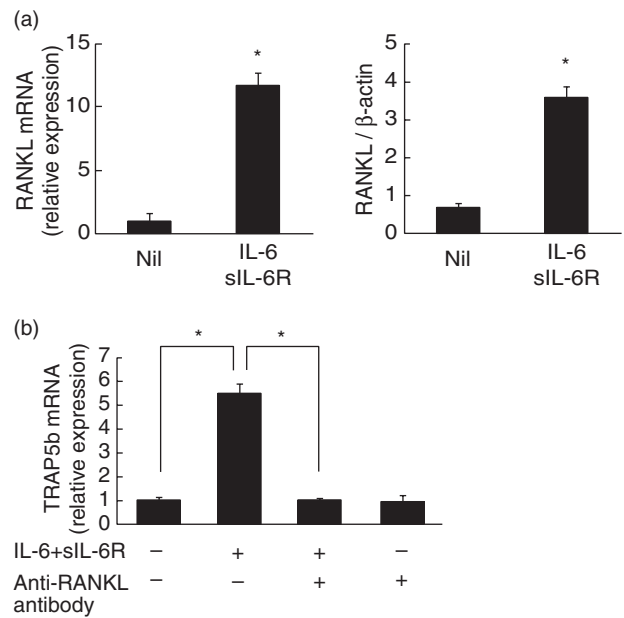 (a)
RANKL mRNA
(relative expression)
15
10
5
0
*
Nil
IL-6
sIL-6R
RANKL / β-actin
5
4
3
2
1
0
*
Nil
IL-6
sIL-6R
(b)
TRAP5b mRNA
(relative expression)
7
6
5
4
3
2
1
0
*
*
IL-6+sIL-6R − + + −
Anti-RANKL − − + +
antibody